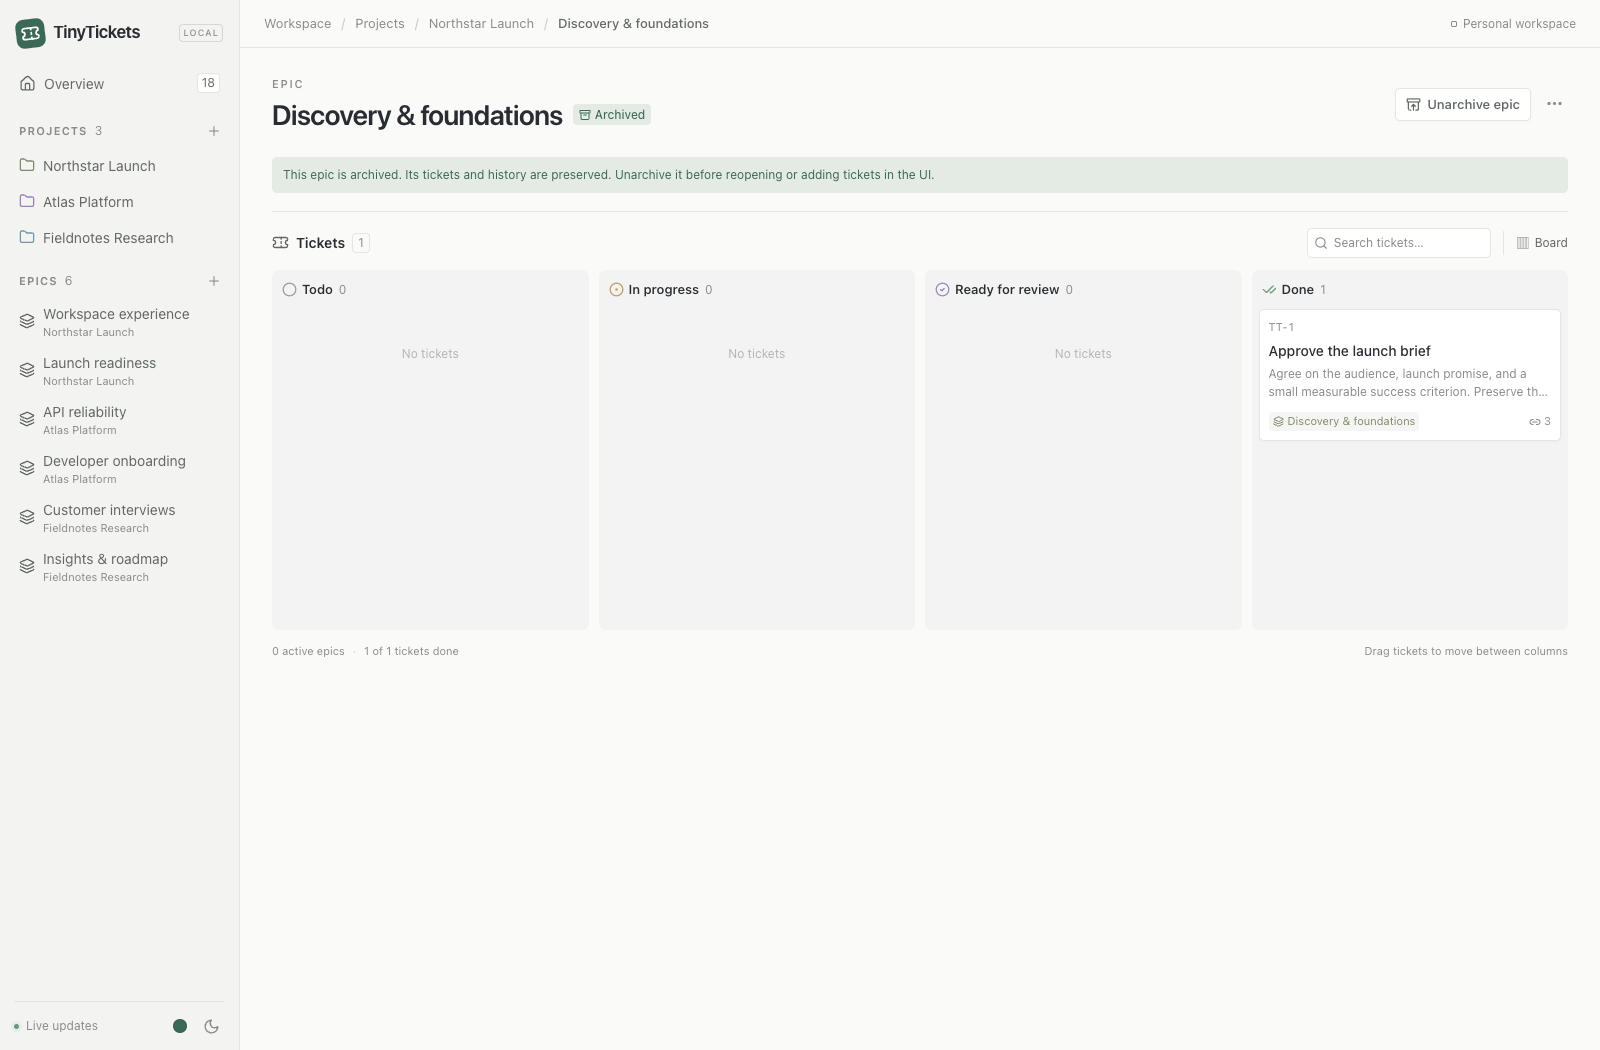 TinyTickets
LOCAL
Overview
18
PROJECTS 3
Northstar Launch
Atlas Platform
Fieldnotes Research
EPICS 6
Workspace experience
Northstar Launch
Launch readiness
Northstar Launch
API reliability
Atlas Platform
Developer onboarding
Atlas Platform
Customer interviews
Fieldnotes Research
Insights & roadmap
Fieldnotes Research
Live updates
Workspace / Projects / Northstar Launch / Discovery & foundations
Personal workspace
EPIC
Discovery & foundations
Archived
Unarchive epic
This epic is archived. Its tickets and history are preserved. Unarchive it before reopening or adding tickets in the UI.
Tickets 1
Search tickets...
Board
Todo 0
No tickets
In progress 0
No tickets
Ready for review 0
No tickets
Done 1
TT-1
Approve the launch brief
Agree on the audience, launch promise, and a
small measurable success criterion. Preserve th...
Discovery & foundations
3
0 active epics · 1 of 1 tickets done
Drag tickets to move between columns